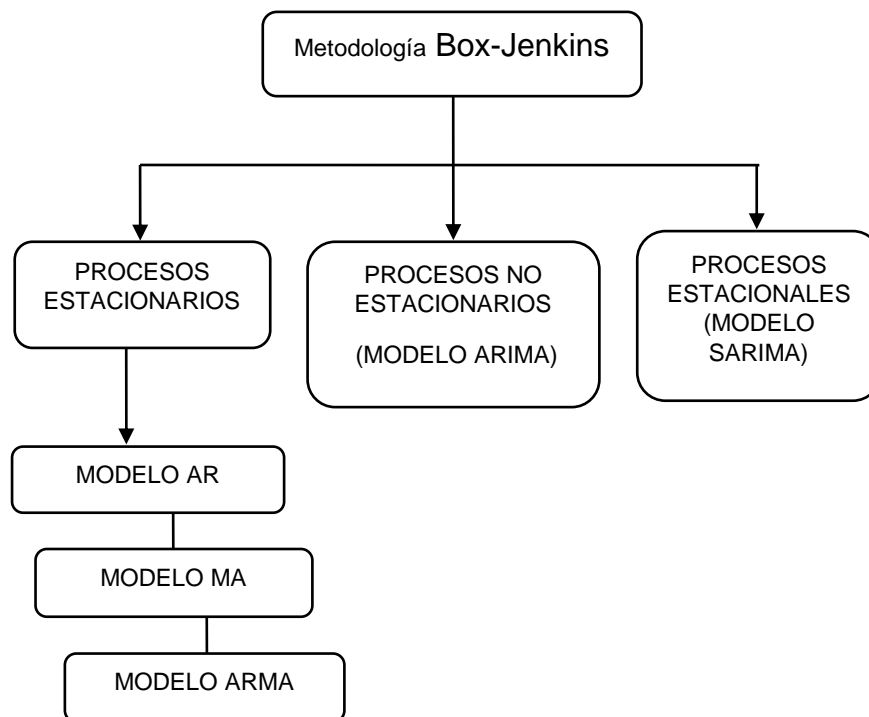 Metodología Box-Jenkins
PROCESOS
ESTACIONARIOS
PROCESOS NO
ESTACIONARIOS
(MODELO ARIMA)
PROCESOS
ESTACIONALES
(MODELO
SARIMA)
MODELO AR
MODELO MA
MODELO ARMA